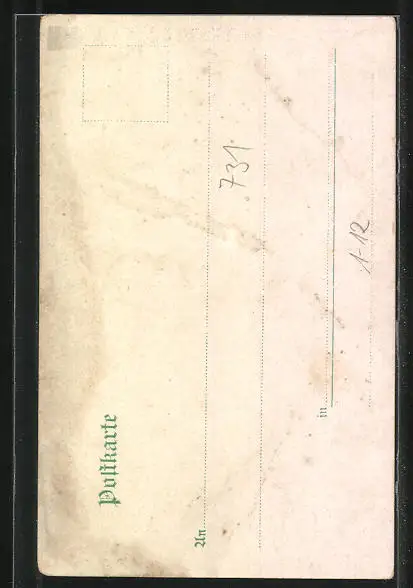 Postkarte
An
731
in
1-12